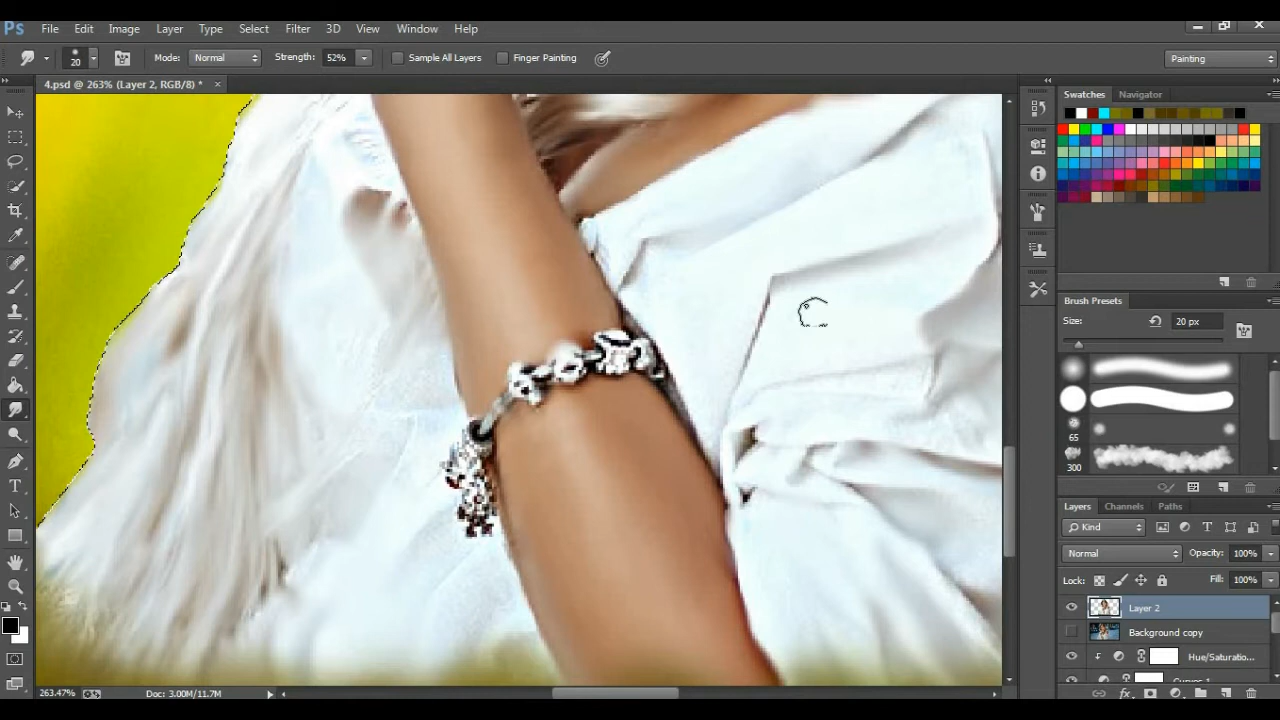 Ps File Edit Image Layer Type Select Filter 3D View Window Help
20 Mode: Normal Strength: 52% Sample All Layers Finger Painting Painting
4.psd @ 263% (Layer 2, RGB/8) * ×
Swatches Navigator
Brush Presets
Size: 20 px
65
300
Layers Channels Paths
Kind
Normal Opacity: 100%
Lock: Fill: 100%
Layer 2
Background copy
Hue/Saturatio...
Curves 1
263.47% Doc: 3.00M/11.7M